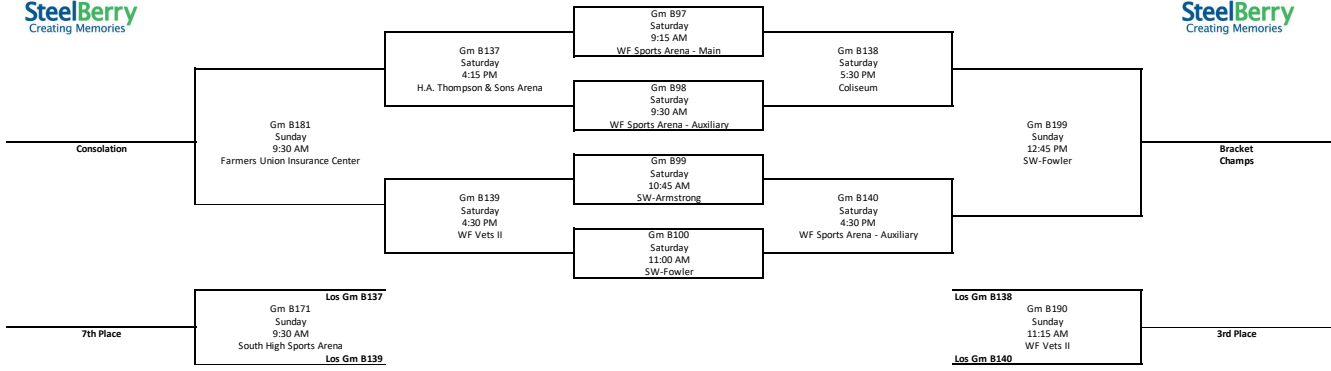 SteelBerry
Creating Memories
SteelBerry
Creating Memories
Gm B97
Saturday
9:15 AM
WF Sports Arena - Main
Gm B137
Saturday
4:15 PM
H.A. Thompson & Sons Arena
Gm B138
Saturday
5:30 PM
Coliseum
Gm B98
Saturday
9:30 AM
WF Sports Arena - Auxiliary
Gm B181
Sunday
9:30 AM
Farmers Union Insurance Center
Consolation
Gm B199
Sunday
12:45 PM
SW-Fowler
Bracket
Champs
Gm B99
Saturday
10:45 AM
SW-Armstrong
Gm B139
Saturday
4:30 PM
WF Vets II
Gm B140
Saturday
4:30 PM
WF Sports Arena - Auxiliary
Gm B100
Saturday
11:00 AM
SW-Fowler
Los Gm B137
Gm B171
Sunday
9:30 AM
South High Sports Arena
Los Gm B139
7th Place
Los Gm B138
Gm B190
Sunday
11:15 AM
WF Vets II
Los Gm B140
3rd Place